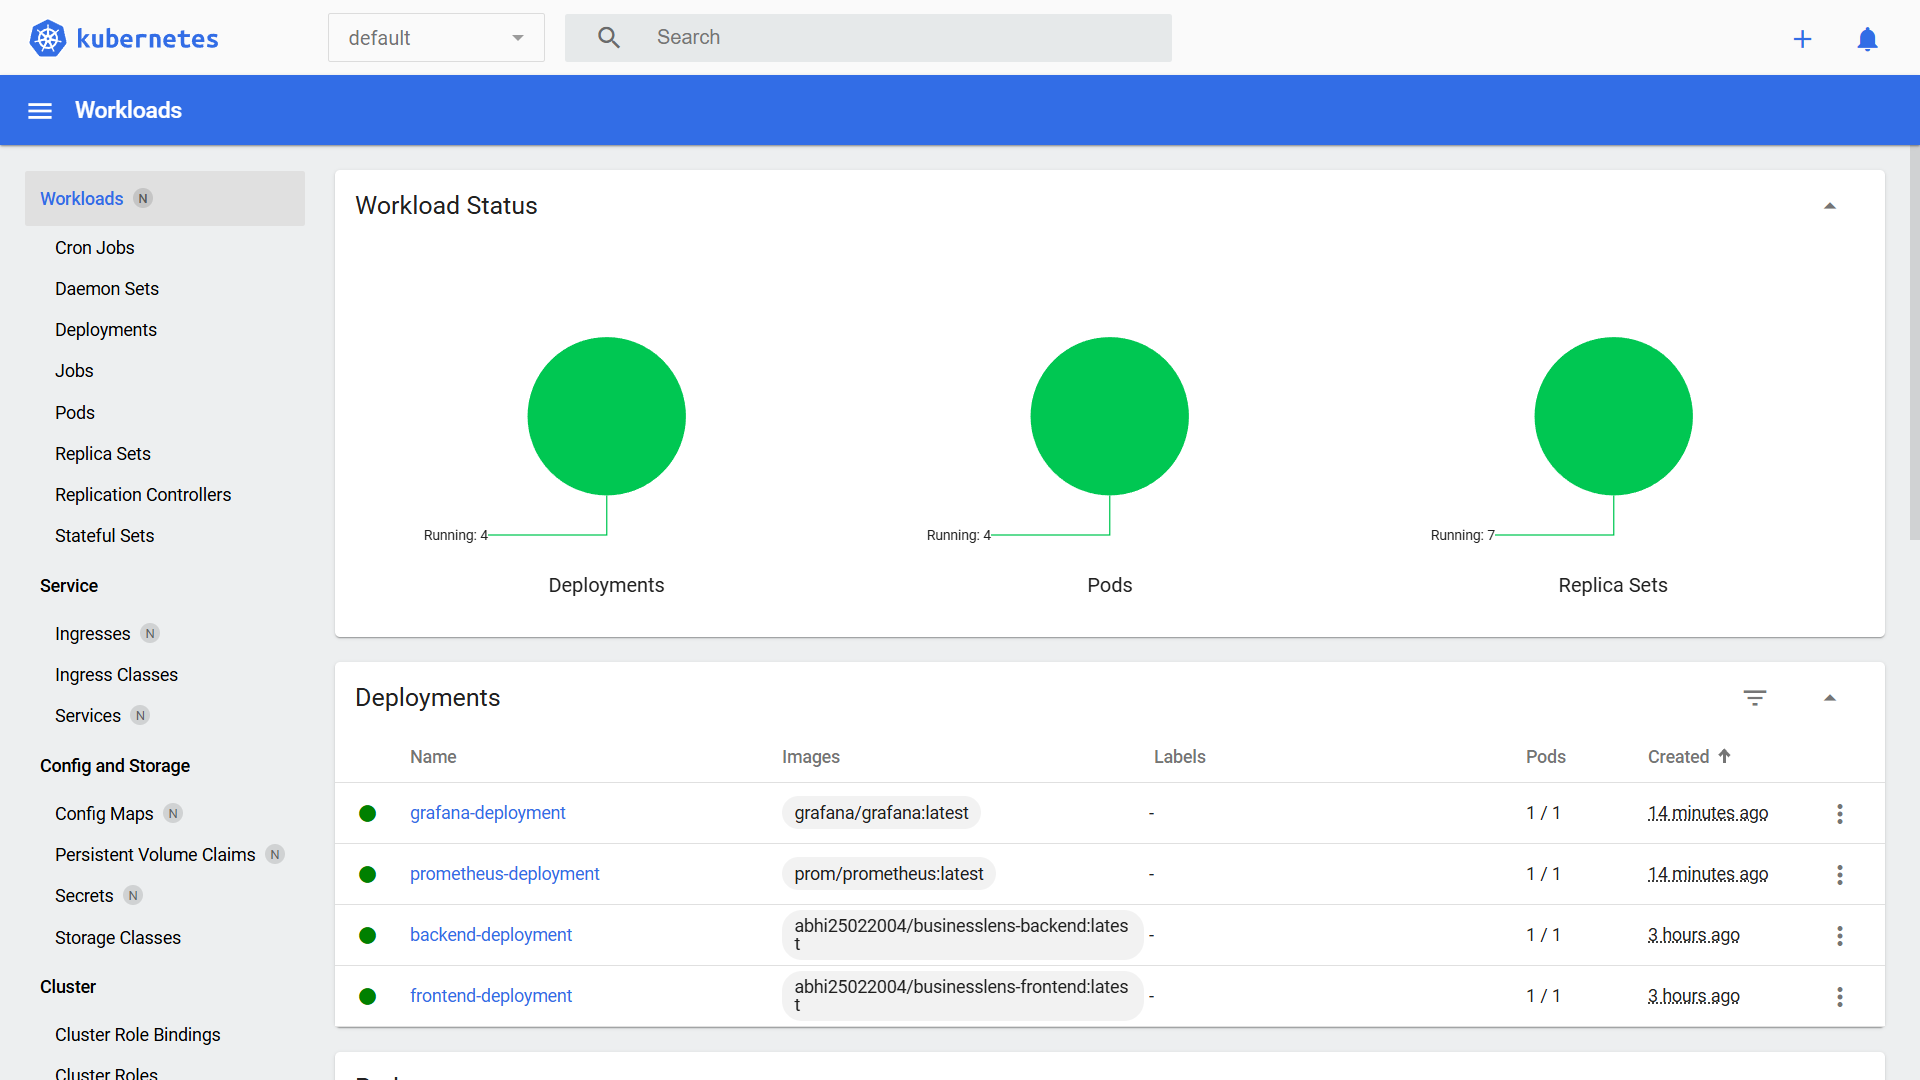 kubernetes
default
Search
Workloads
Workloads N
Cron Jobs
Daemon Sets
Deployments
Jobs
Pods
Replica Sets
Replication Controllers
Stateful Sets
Service
Ingresses N
Ingress Classes
Services N
Config and Storage
Config Maps N
Persistent Volume Claims N
Secrets N
Storage Classes
Cluster
Cluster Role Bindings
Cluster Roles
Workload Status
Running: 4
Deployments
Running: 4
Pods
Running: 7
Replica Sets
Deployments
Name Images Labels Pods Created
grafana-deployment grafana/grafana:latest - 1 / 1 14 minutes ago
prometheus-deployment prom/prometheus:latest - 1 / 1 14 minutes ago
backend-deployment abhi25022004/businesslens-backend:lates
t - 1 / 1 3 hours ago
frontend-deployment abhi25022004/businesslens-frontend:lates
t - 1 / 1 3 hours ago